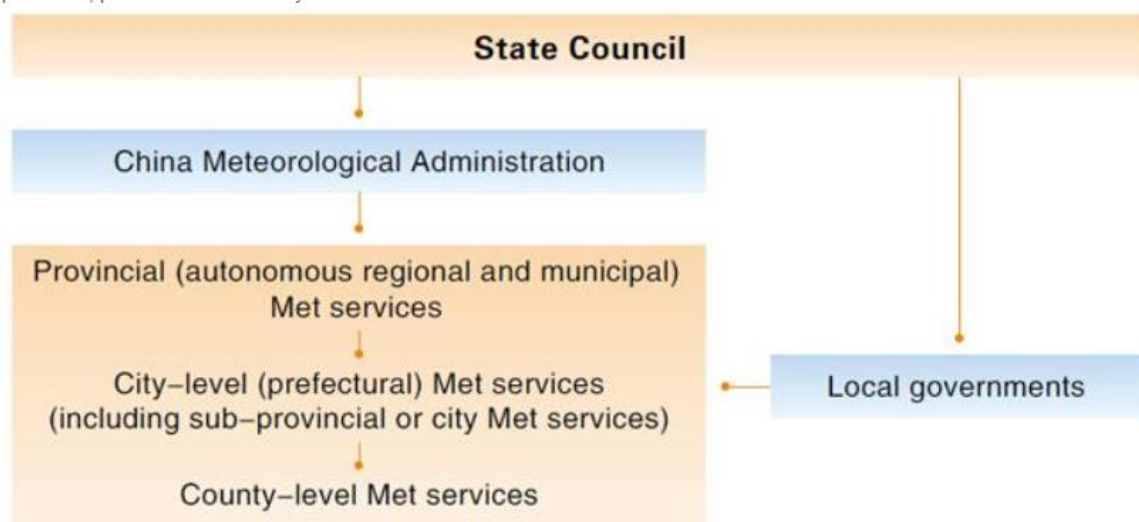 State Council
China Meteorological Administration
Provincial (autonomous regional and municipal)
Met services
City–level (prefectural) Met services
(including sub–provincial or city Met services)
Local governments
County–level Met services